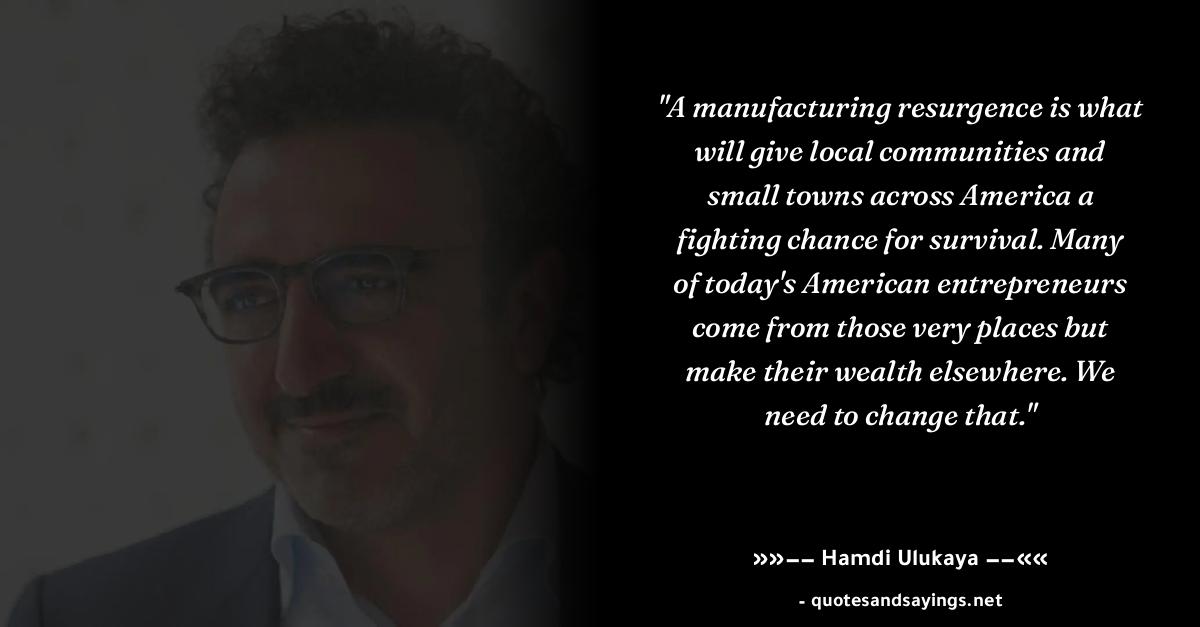 "A manufacturing resurgence is what
will give local communities and
small towns across America a
fighting chance for survival. Many
of today's American entrepreneurs
come from those very places but
make their wealth elsewhere. We
need to change that."
»»−− Hamdi Ulukaya −−««
- quotesandsayings.net